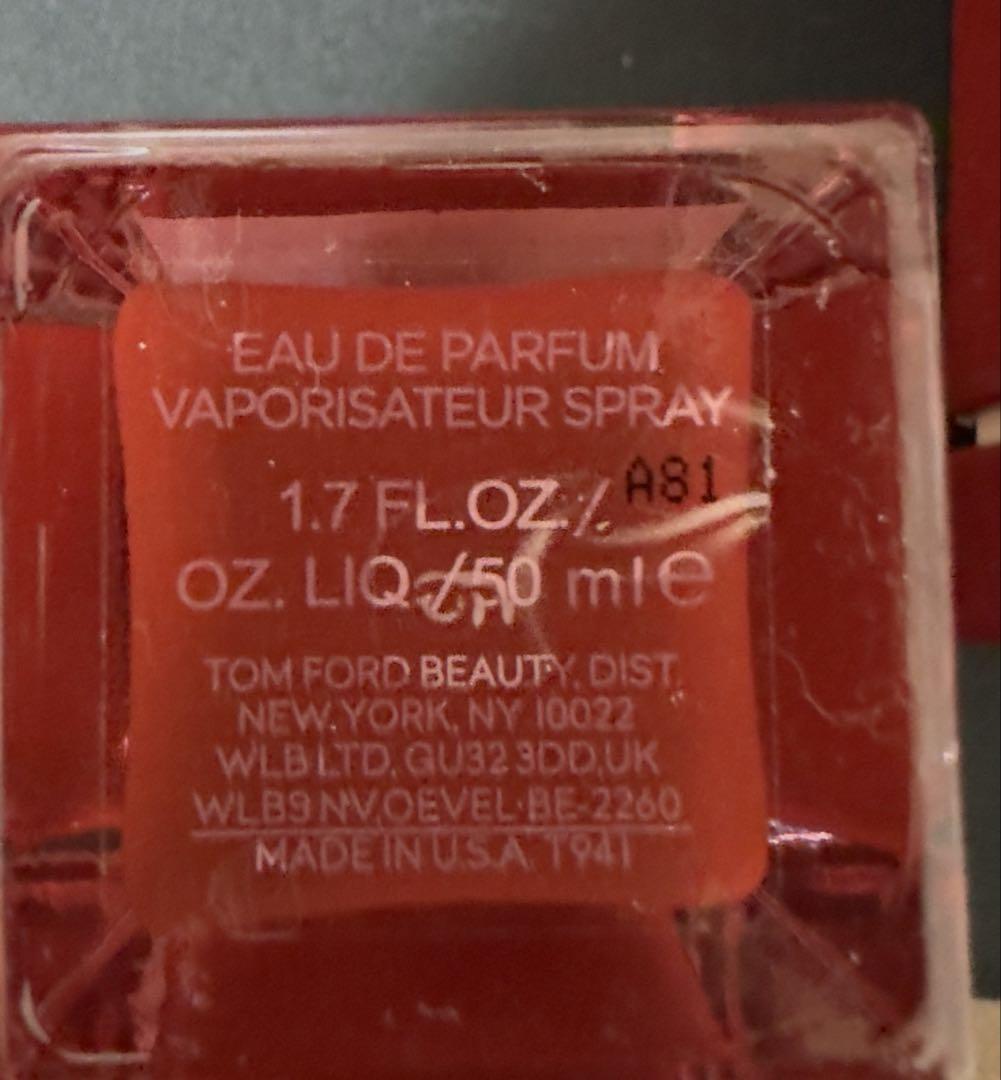 EAU DE PARFUM
VAPORISATEUR SPRAY
A81
1.7 FL.OZ./
OZ. LIQ./50 ml e
TOM FORD BEAUTY, DIST.
NEW YORK, NY 10022
WLB LTD, GU32 3DD,UK
WLBS NV,OEVEL·BE-2260
MADE IN U.S.A. T941